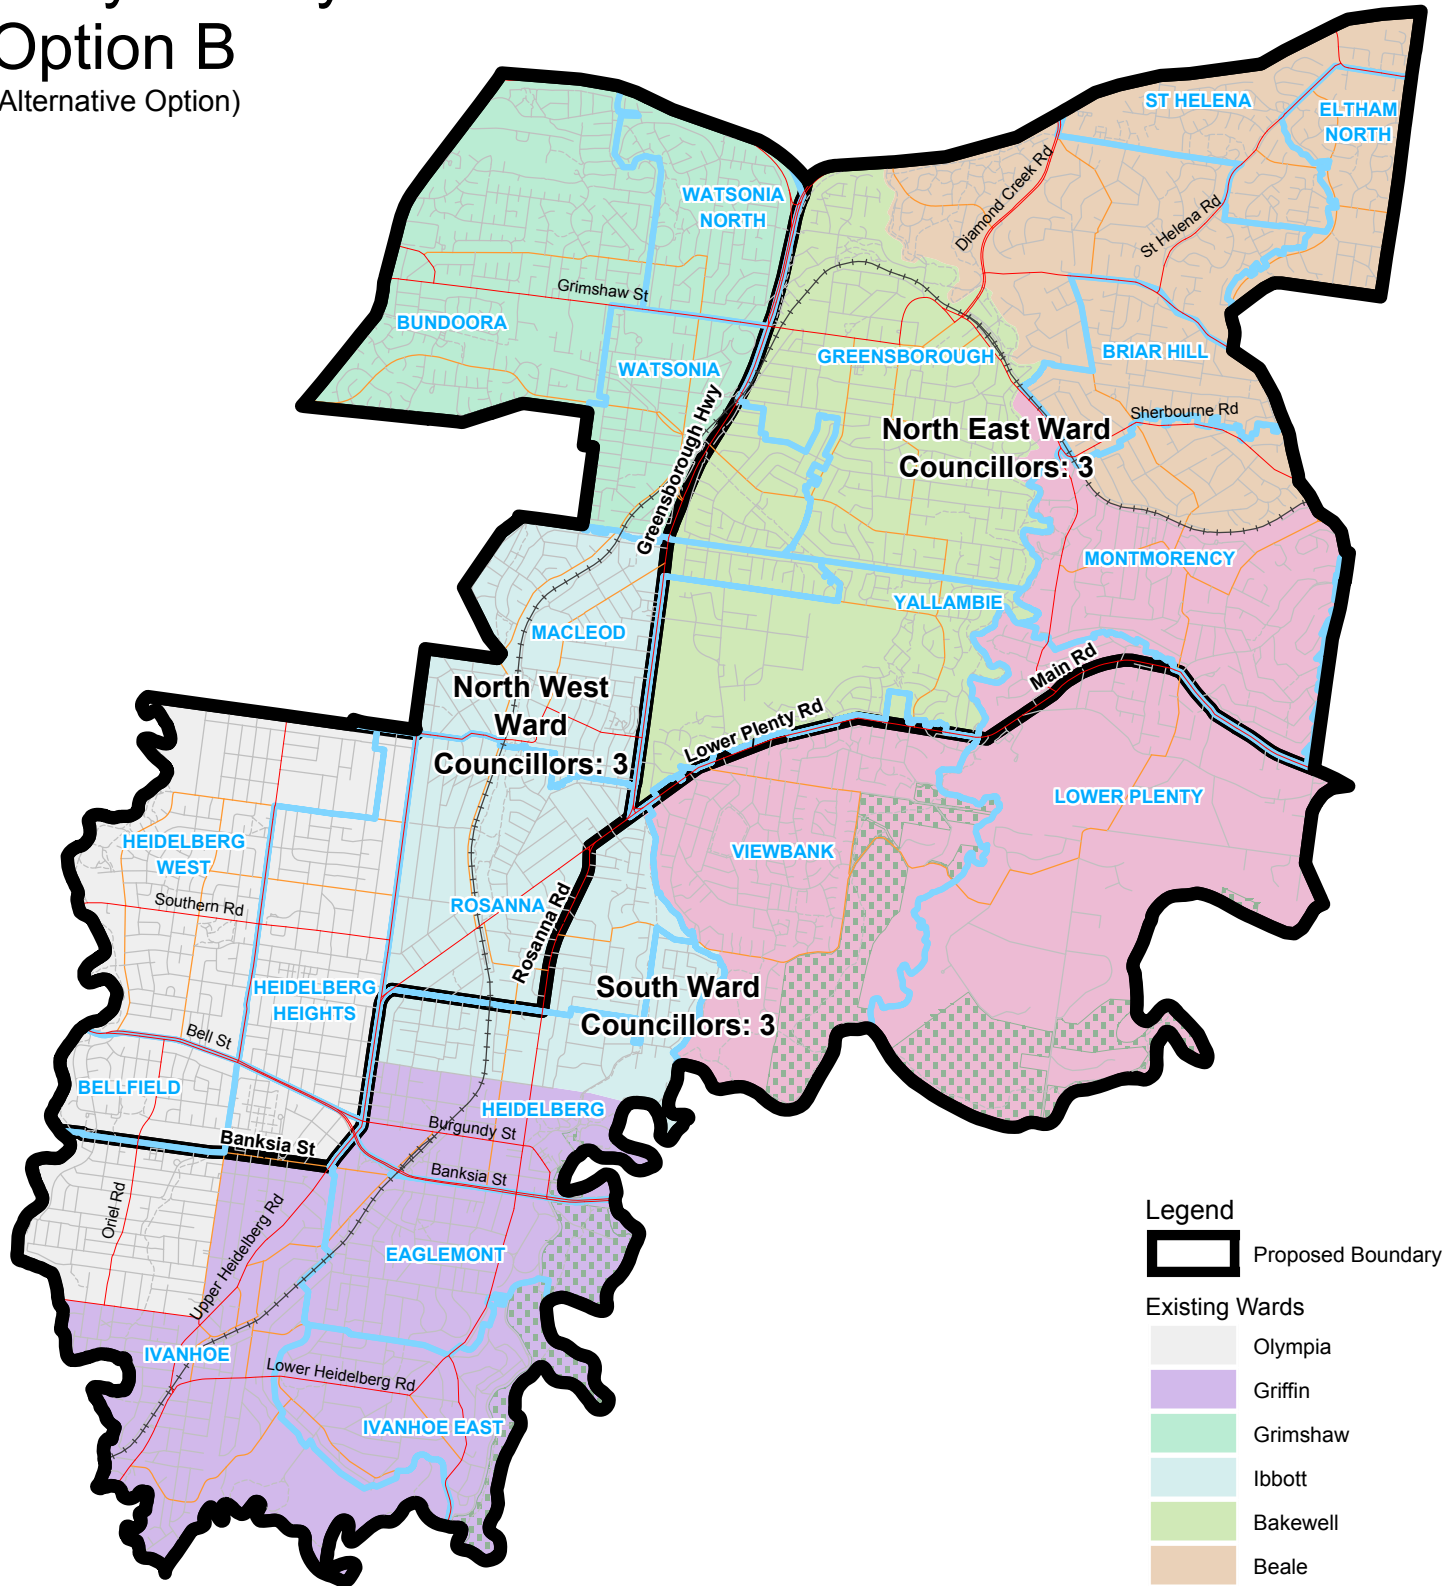 Option B
(Alternative Option)
ST HELENA
ELTHAM
NORTH
Diamond Creek Rd
WATSONIA
NORTH
St Helena Rd
Grimshaw St
BUNDOORA
GREENSBOROUGH
BRIAR HILL
WATSONIA
Greensborough Hwy
Sherbourne Rd
North East Ward
Councillors: 3
MONTMORENCY
YALLAMBIE
MACLEOD
Main Rd
North West
Ward
Councillors: 3
Lower Plenty Rd
LOWER PLENTY
HEIDELBERG
WEST
VIEWBANK
Southern Rd
ROSANNA
Rosanna Rd
HEIDELBERG
HEIGHTS
South Ward
Councillors: 3
Bell St
BELLFIELD
HEIDELBERG
Burgundy St
Banksia St
Banksia St
Oriel Rd
Upper Heidelberg Rd
EAGLEMONT
IVANHOE
Lower Heidelberg Rd
IVANHOE EAST
Legend
Proposed Boundary
Existing Wards
Olympia
Griffin
Grimshaw
Ibbott
Bakewell
Beale